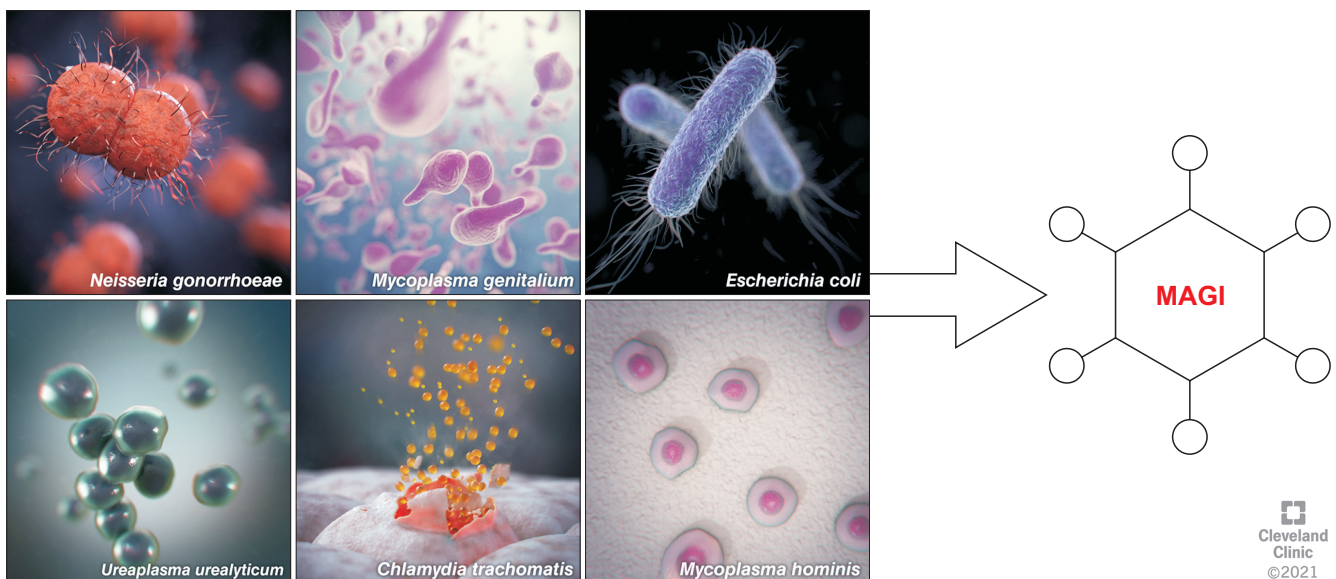 Neisseria gonorrhoeae
Mycoplasma genitalium
Escherichia coli
MAGI
Ureaplasma urealyticum
Chlamydia trachomatis
Mycoplasma hominis
Cleveland
Clinic
©2021